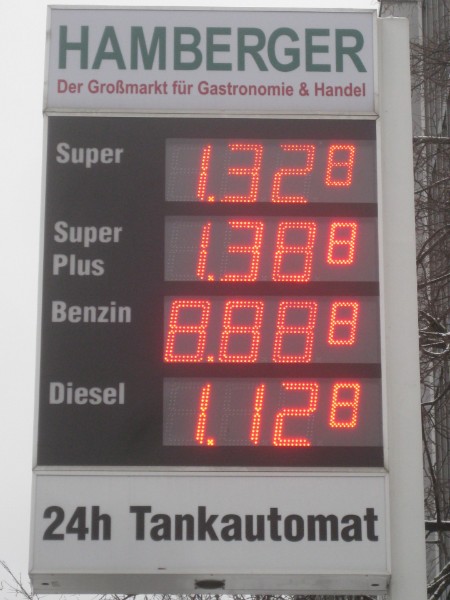 HAMBERGER
Der Großmarkt für Gastronomie & Handel
Super 1.32 8
Super Plus 1.38 8
Benzin 8.88 8
Diesel 1.12 8
24h Tankautomat